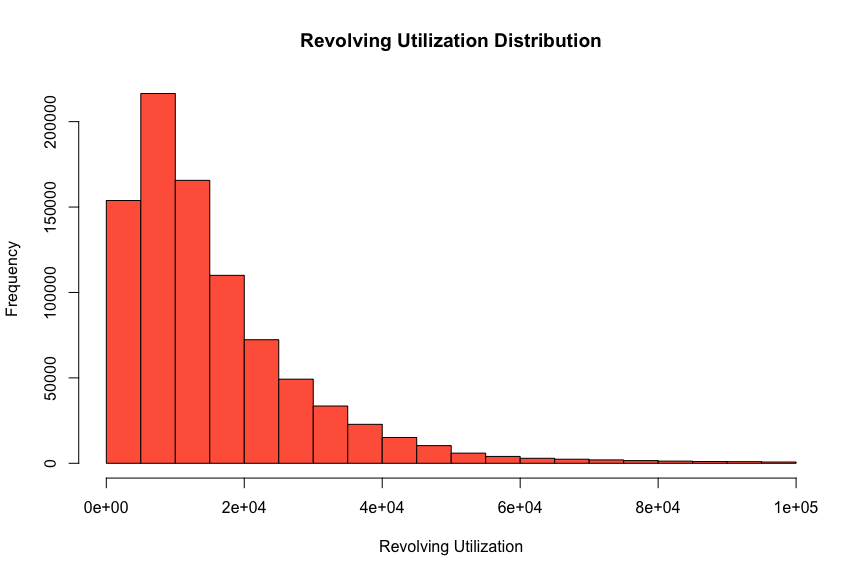 Revolving Utilization Distribution
Frequency
200000
150000
100000
50000
0
0e+00 2e+04 4e+04 6e+04 8e+04 1e+05
Revolving Utilization